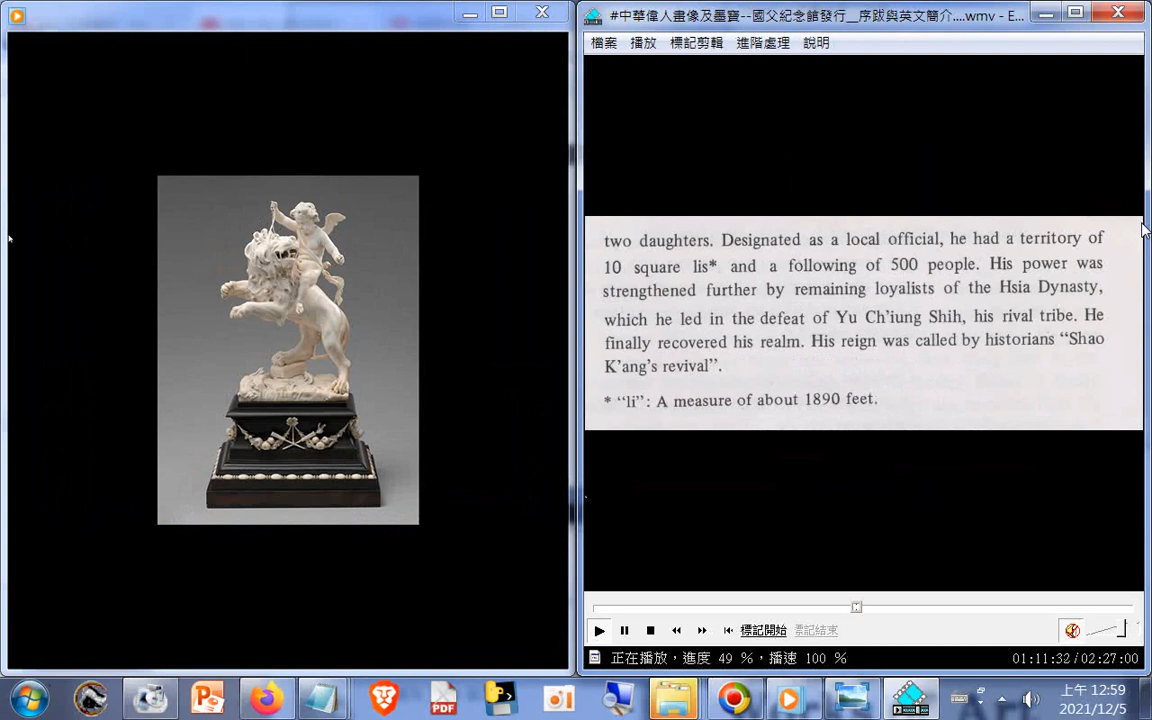 #中華偉人畫像及墨寶--國父紀念館發行__序跋與英文簡介....wmv - E...
檔案 播放 標記剪輯 進階處理 說明
two daughters. Designated as a local official, he had a territory of
10 square lis* and a following of 500 people. His power was
strengthened further by remaining loyalists of the Hsia Dynasty,
which he led in the defeat of Yu Ch'iung Shih, his rival tribe. He
finally recovered his realm. His reign was called by historians “Shao
K'ang's revival”.
* “li”: A measure of about 1890 feet.
標記開始 標記結束
正在播放，進度 49 %，播速 100 %
01:11:32 / 02:27:00
PDF
上午 12:59
2021/12/5